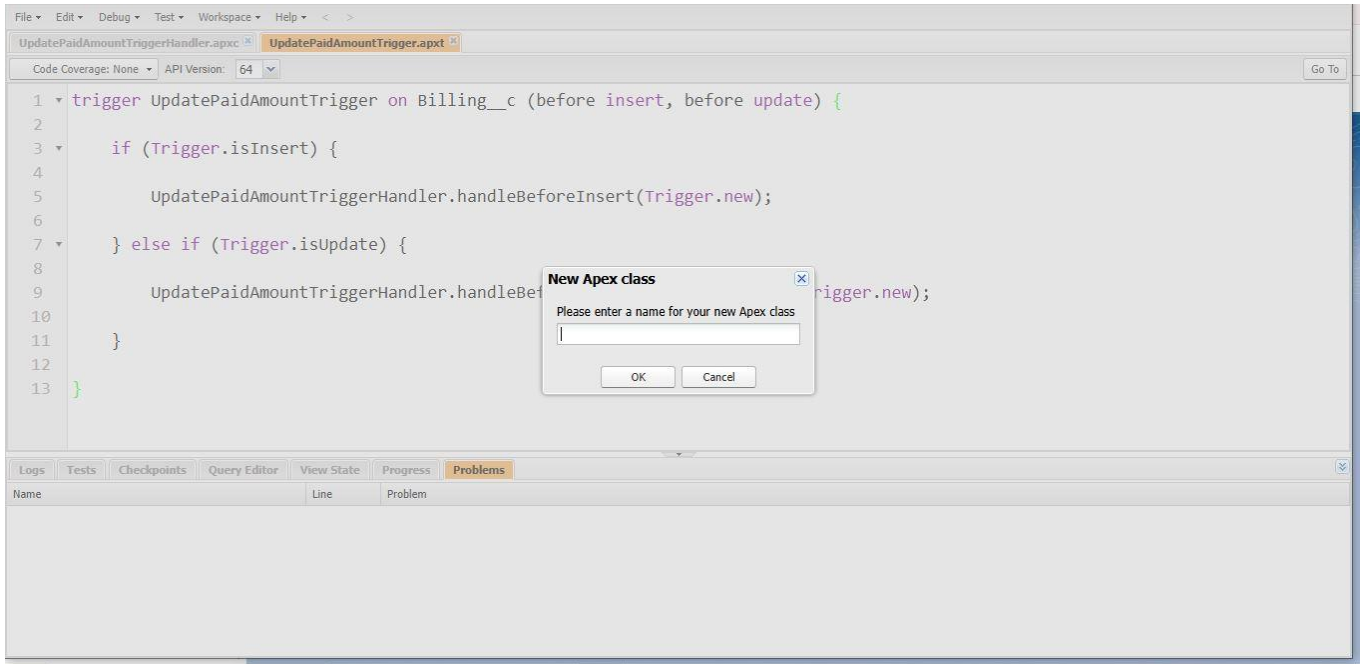 File Edit Debug Test Workspace Help < >
UpdatePaidAmountTriggerHandler.apxc UpdatePaidAmountTrigger.apxt
Code Coverage: None API Version: 64 Go To
1 trigger UpdatePaidAmountTrigger on Billing__c (before insert, before update) {
2
3 if (Trigger.isInsert) {
4
5 UpdatePaidAmountTriggerHandler.handleBeforeInsert(Trigger.new);
6
7 } else if (Trigger.isUpdate) {
8
9 UpdatePaidAmountTriggerHandler.handleBef rigger.new);
10
11 }
12
13 }
New Apex class
Please enter a name for your new Apex class
OK Cancel
Logs Tests Checkpoints Query Editor View State Progress Problems
Name Line Problem